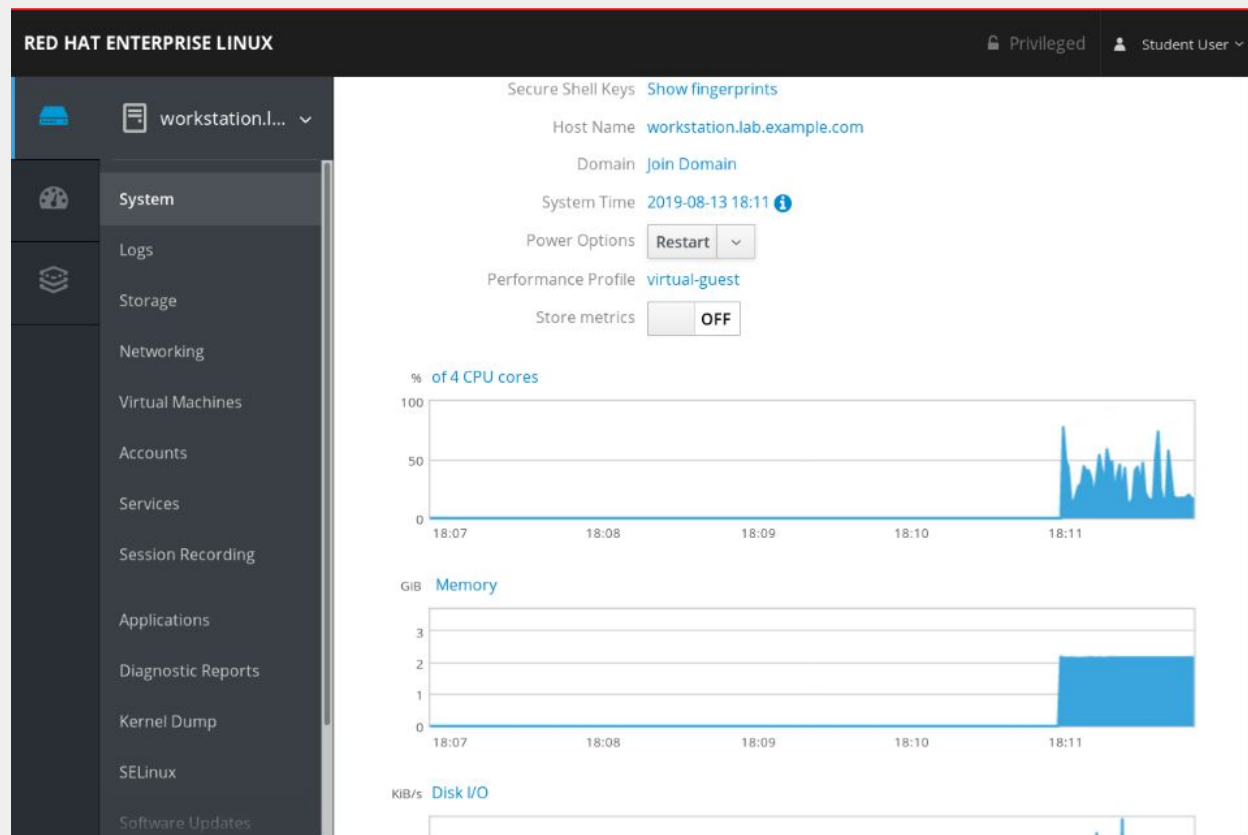 RED HAT ENTERPRISE LINUX
Privileged
Student User
workstation.l...
System
Logs
Storage
Networking
Virtual Machines
Accounts
Services
Session Recording
Applications
Diagnostic Reports
Kernel Dump
SELinux
Software Updates
Secure Shell Keys Show fingerprints
Host Name workstation.lab.example.com
Domain Join Domain
System Time 2019-08-13 18:11
Power Options Restart
Performance Profile virtual-guest
Store metrics OFF
% of 4 CPU cores
100
50
0
18:07 18:08 18:09 18:10 18:11
GiB Memory
3
2
1
0
18:07 18:08 18:09 18:10 18:11
KiB/s Disk I/O